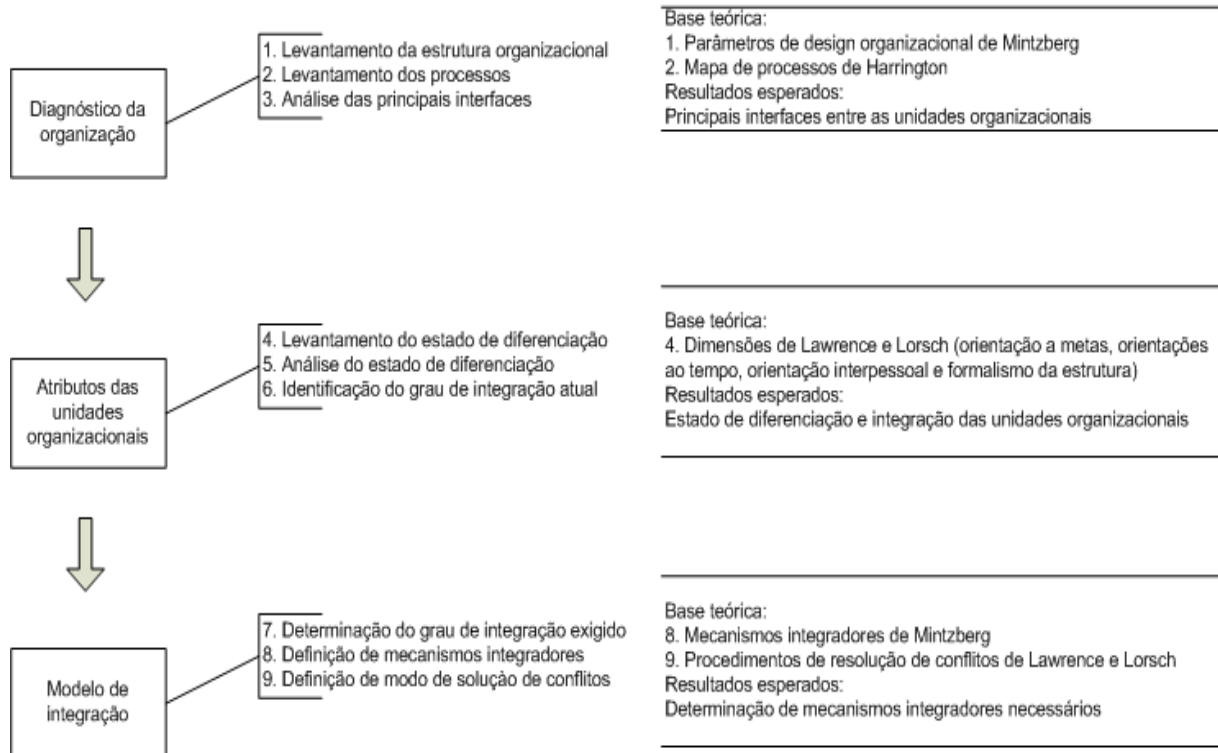 Diagnóstico da
organização
1. Levantamento da estrutura organizacional
2. Levantamento dos processos
3. Análise das principais interfaces
Base teórica:
1. Parâmetros de design organizacional de Mintzberg
2. Mapa de processos de Harrington
Resultados esperados:
Principais interfaces entre as unidades organizacionais
Atributos das
unidades
organizacionais
4. Levantamento do estado de diferenciação
5. Análise do estado de diferenciação
6. Identificação do grau de integração atual
Base teórica:
4. Dimensões de Lawrence e Lorsch (orientação a metas, orientações
ao tempo, orientação interpessoal e formalismo da estrutura)
Resultados esperados:
Estado de diferenciação e integração das unidades organizacionais
Modelo de
integração
7. Determinação do grau de integração exigido
8. Definição de mecanismos integradores
9. Definição de modo de solução de conflitos
Base teórica:
8. Mecanismos integradores de Mintzberg
9. Procedimentos de resolução de conflitos de Lawrence e Lorsch
Resultados esperados:
Determinação de mecanismos integradores necessários